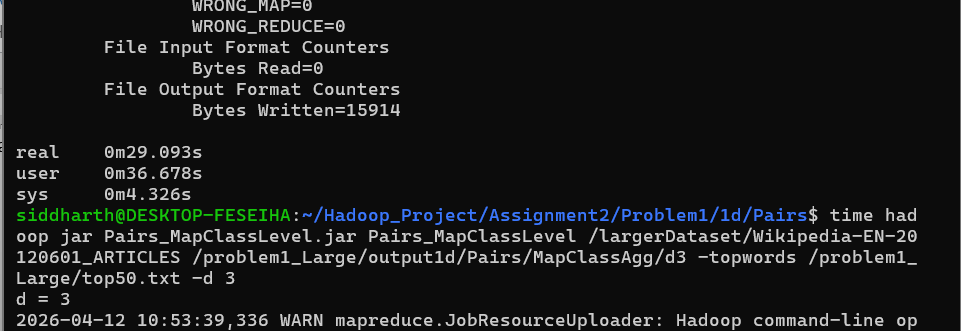 WRONG_MAP=0
WRONG_REDUCE=0
File Input Format Counters
Bytes Read=0
File Output Format Counters
Bytes Written=15914
real 0m29.093s
user 0m36.678s
sys 0m4.326s
siddharth@DESKTOP-FESEIHA:~/Hadoop_Project/Assignment2/Problem1/1d/Pairs$ time had
oop jar Pairs_MapClassLevel.jar Pairs_MapClassLevel /largerDataset/Wikipedia-EN-20
120601_ARTICLES /problem1_Large/output1d/Pairs/MapClassAgg/d3 -topwords /problem1_
Large/top50.txt -d 3
d = 3
2026-04-12 10:53:39,336 WARN mapreduce.JobResourceUploader: Hadoop command-line op